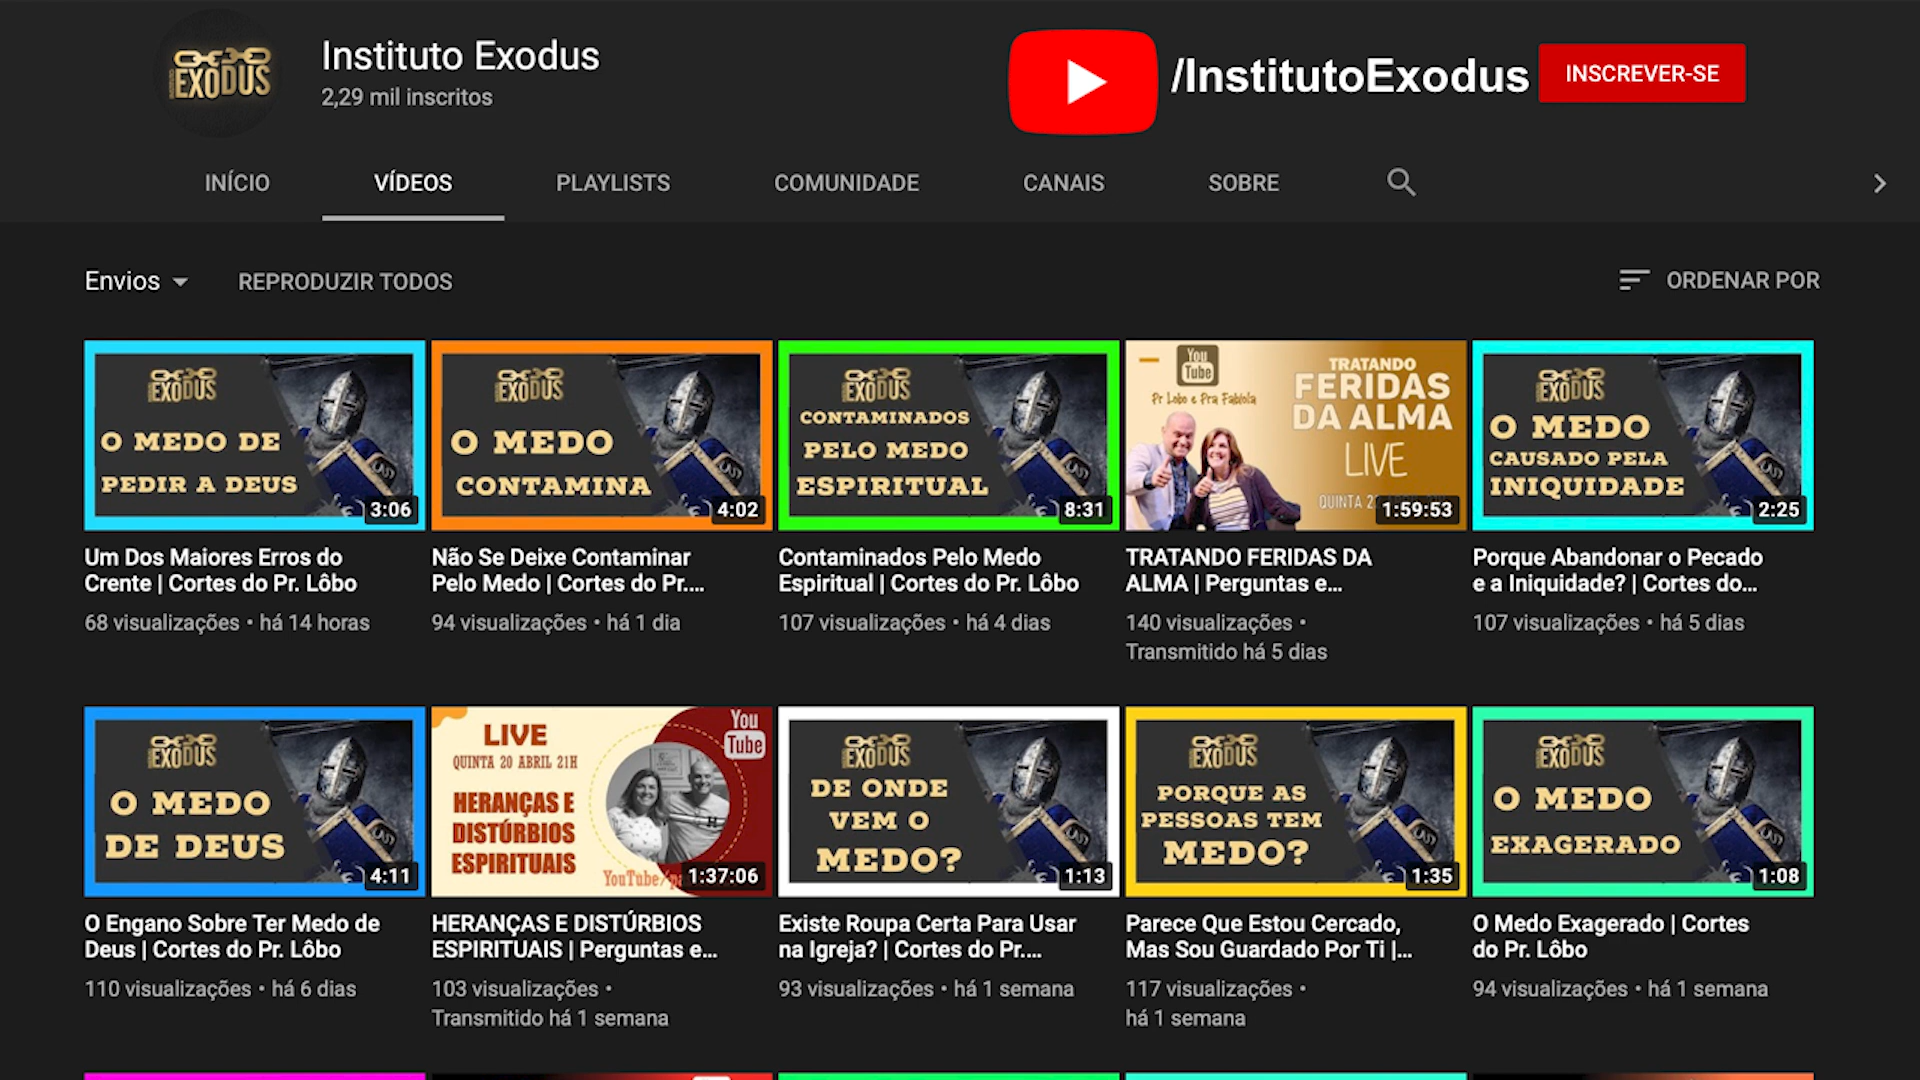 EXODUS
Instituto Exodus
2,29 mil inscritos
/InstitutoExodus
INSCREVER-SE
INÍCIO
VÍDEOS
PLAYLISTS
COMUNIDADE
CANAIS
SOBRE
Envios
REPRODUZIR TODOS
ORDENAR POR
EXODUS
O MEDO DE
PEDIR A DEUS
3:06
Um Dos Maiores Erros do
Crente | Cortes do Pr. Lôbo
68 visualizações • há 14 horas
EXODUS
O MEDO
CONTAMINA
4:02
Não Se Deixe Contaminar
Pelo Medo | Cortes do Pr....
94 visualizações • há 1 dia
EXODUS
CONTAMINADOS
PELO MEDO
ESPIRITUAL
8:31
Contaminados Pelo Medo
Espiritual | Cortes do Pr. Lôbo
107 visualizações • há 4 dias
You
Tube
Pr Lobo e Pra Fabíola
TRATANDO
FERIDAS
DA ALMA
LIVE
QUINTA 2
1:59:53
TRATANDO FERIDAS DA
ALMA | Perguntas e...
140 visualizações •
Transmitido há 5 dias
EXODUS
O MEDO
CAUSADO PELA
INIQUIDADE
2:25
Porque Abandonar o Pecado
e a Iniquidade? | Cortes do...
107 visualizações • há 5 dias
EXODUS
O MEDO
DE DEUS
4:11
O Engano Sobre Ter Medo de
Deus | Cortes do Pr. Lôbo
110 visualizações • há 6 dias
LIVE
QUINTA 20 ABRIL 21H
HERANÇAS E
DISTÚRBIOS
ESPIRITUAIS
You
Tube
YouTube/p
1:37:06
HERANÇAS E DISTÚRBIOS
ESPIRITUAIS | Perguntas e...
103 visualizações •
Transmitido há 1 semana
EXODUS
DE ONDE
VEM O
MEDO?
1:13
Existe Roupa Certa Para Usar
na Igreja? | Cortes do Pr....
93 visualizações • há 1 semana
EXODUS
PORQUE AS
PESSOAS TEM
MEDO?
1:35
Parece Que Estou Cercado,
Mas Sou Guardado Por Ti |...
117 visualizações •
há 1 semana
EXODUS
O MEDO
EXAGERADO
1:08
O Medo Exagerado | Cortes
do Pr. Lôbo
94 visualizações • há 1 semana